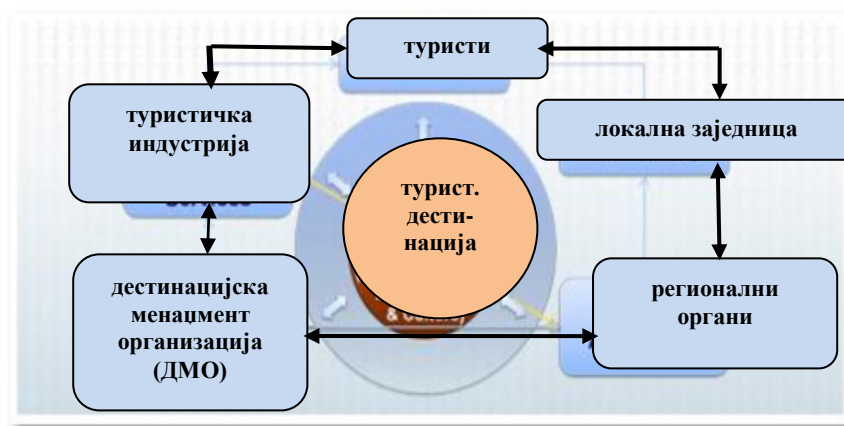 туристи
туристичка
индустрија
локална заједница
турист.
дести-
нација
дестинацијска
менаџмент
организација
(ДМО)
регионални
органи